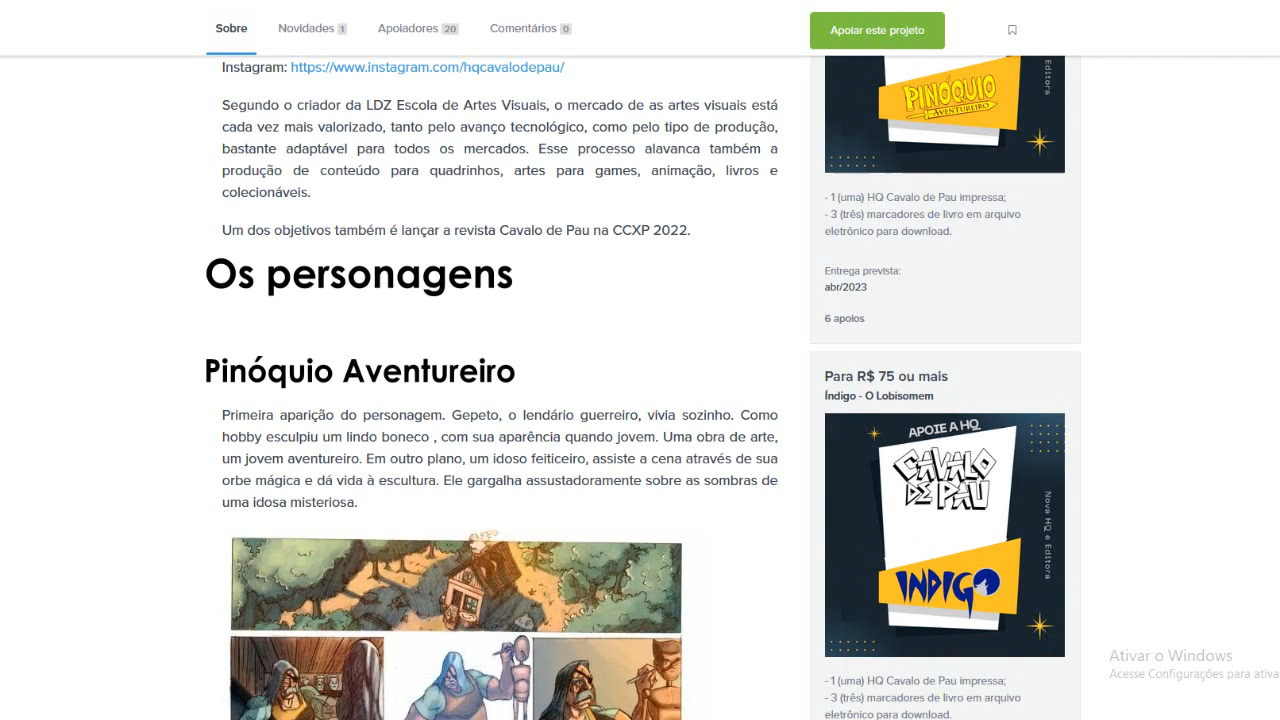 Sobre
Novidades 1
Apoiadores 20
Comentários 0
Apoiar este projeto
Instagram: https://www.instagram.com/hqcavalodepau/
Segundo o criador da LDZ Escola de Artes Visuais, o mercado de as artes visuais está
cada vez mais valorizado, tanto pelo avanço tecnológico, como pelo tipo de produção,
bastante adaptável para todos os mercados. Esse processo alavanca também a
produção de conteúdo para quadrinhos, artes para games, animação, livros e
colecionáveis.
Um dos objetivos também é lançar a revista Cavalo de Pau na CCXP 2022.
Os personagens
Pinóquio Aventureiro
Primeira aparição do personagem. Gepeto, o lendário guerreiro, vivia sozinho. Como
hobby esculpiu um lindo boneco , com sua aparência quando jovem. Uma obra de arte,
um jovem aventureiro. Em outro plano, um idoso feiticeiro, assiste a cena através de sua
orbe mágica e dá vida à escultura. Ele gargalha assustadoramente sobre as sombras de
uma idosa misteriosa.
PINÓQUIO
AVENTUREIRO
Editora
- 1 (uma) HQ Cavalo de Pau impressa;
- 3 (três) marcadores de livro em arquivo
eletrônico para download.
Entrega prevista:
abr/2023
6 apoios
Para R$ 75 ou mais
Índigo - O Lobisomem
APOIE A HQ
CAVALO
DE PAU
Nova HQ e Editora
INDIGO
- 1 (uma) HQ Cavalo de Pau impressa;
- 3 (três) marcadores de livro em arquivo
eletrônico para download.
Ativar o Windows
Acesse Configurações para ativa